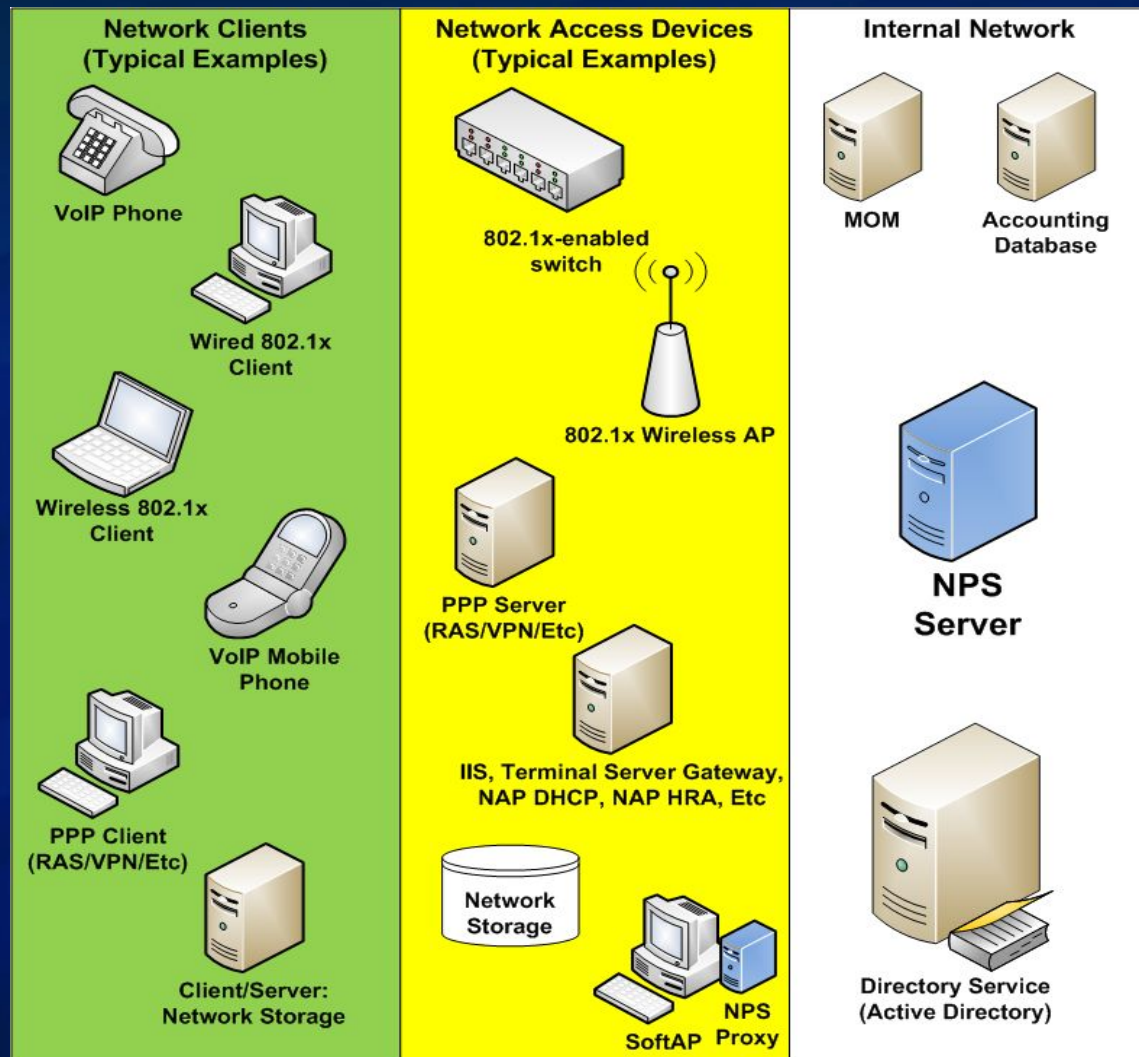 Network Clients
(Typical Examples)
VoIP Phone
Wired 802.1x
Client
Wireless 802.1x
Client
VoIP Mobile
Phone
PPP Client
(RAS/VPN/Etc)
Client/Server:
Network Storage
Network Access Devices
(Typical Examples)
802.1x-enabled
switch
802.1x Wireless AP
PPP Server
(RAS/VPN/Etc)
IIS, Terminal Server Gateway,
NAP DHCP, NAP HRA, Etc
Network
Storage
SoftAP
NPS
Proxy
Internal Network
MOM
Accounting
Database
NPS
Server
Directory Service
(Active Directory)